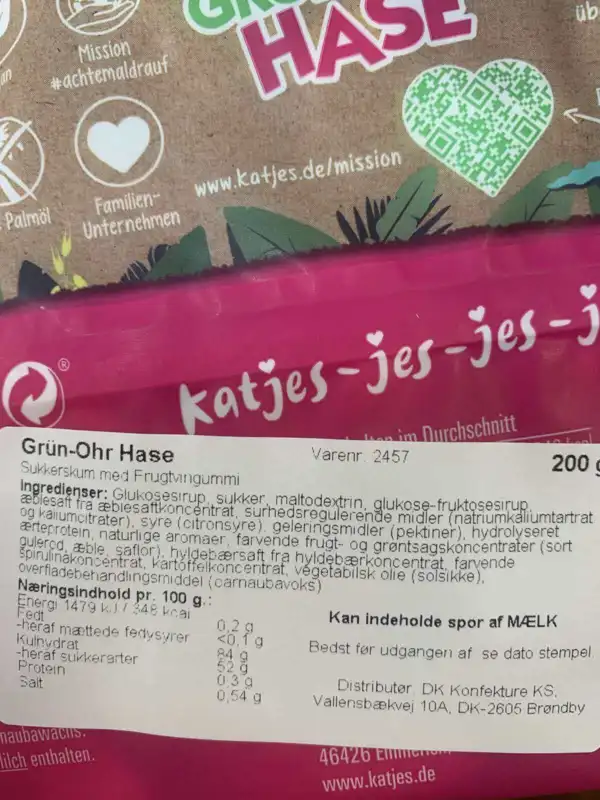 Mission
#achtemaldrauf
HASE
üb
Palmöl
Familien-
Unternehmen
www.katjes.de/mission
®
katjes-jes-jes-j
im Durchschnitt
Grün-Ohr Hase
Varenr. 2457
200 g
Sukkerskum med Frugtvingummi
Ingredienser: Glukosesirup, sukker, maltodextrin, glukose-fruktosesirup,
æblesaft fra æblesaftkoncentrat, surhedsregulerende midler (natriumkaliumtartrat
og kaliumcitrater), syre (citronsyre), geleringsmidler (pektiner), hydrolyseret
ærteprotein, naturlige aromaer, farvende frugt- og grøntsagskoncentrater (sort
gulerod, æble, saflor), hyldebærsaft fra hyldebærkoncentrat, farvende
spirulinakoncentrat, kartoffelkoncentrat, vegetabilsk olie (solsikke),
overfladebehandlingsmiddel (carnaubavoks)
Næringsindhold pr. 100 g.:
Energi 1479 kJ / 348 kcal
Fedt 0,2 g
-heraf mættede fedysyrer <0,1 g
Kulhydrat 84 g
-heraf sukkerarter 52 g
Protein 0,3 g
Salt 0,54 g
Kan indeholde spor af MÆLK
Bedst før udgangen af se dato stempel
Distributør DK Konfekture KS,
Vallensbækvej 10A, DK-2605 Brøndby
enthalten.
46426
www.katjes.de